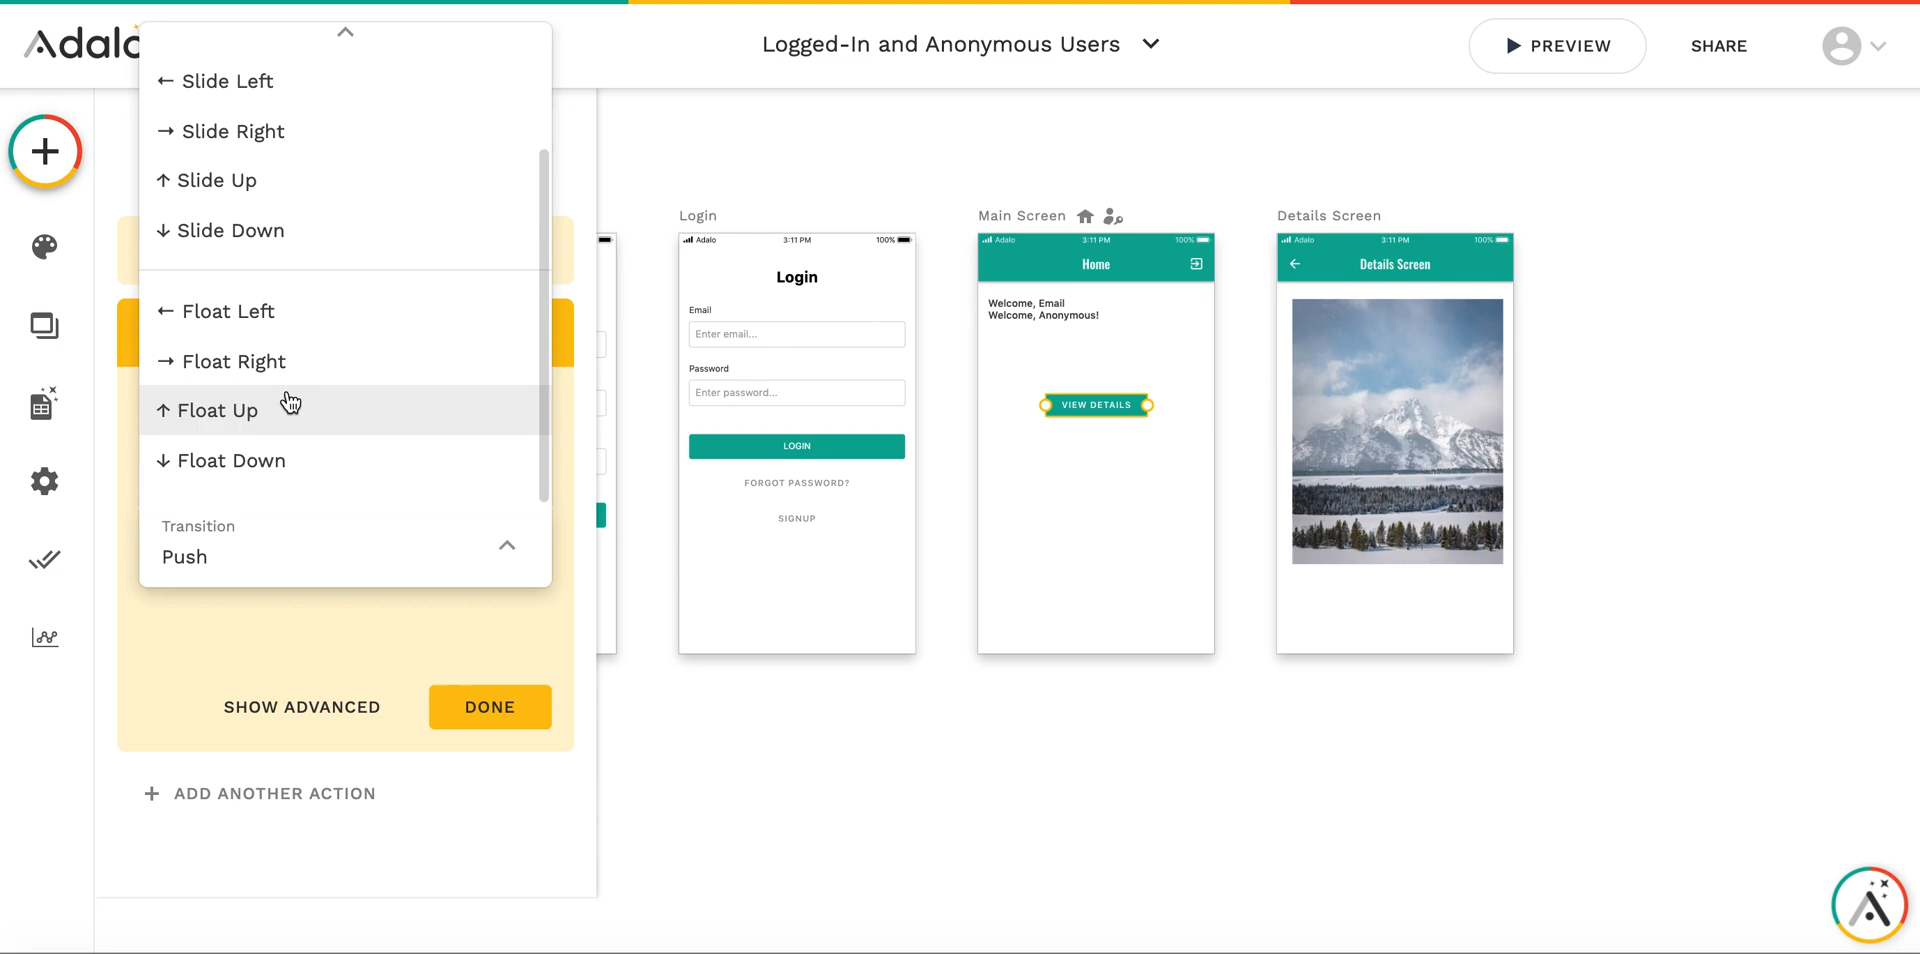 Adalo
Logged-In and Anonymous Users
PREVIEW
SHARE
← Slide Left
→ Slide Right
↑ Slide Up
↓ Slide Down
← Float Left
→ Float Right
↑ Float Up
↓ Float Down
Transition
Push
SHOW ADVANCED
DONE
+ ADD ANOTHER ACTION
Login
Adalo 3:11 PM 100%
Login
Email
Enter email...
Password
Enter password...
LOGIN
FORGOT PASSWORD?
SIGNUP
Main Screen
Adalo 3:11 PM 100%
Home
Welcome, Email
Welcome, Anonymous!
VIEW DETAILS
Details Screen
Adalo 3:11 PM 100%
Details Screen